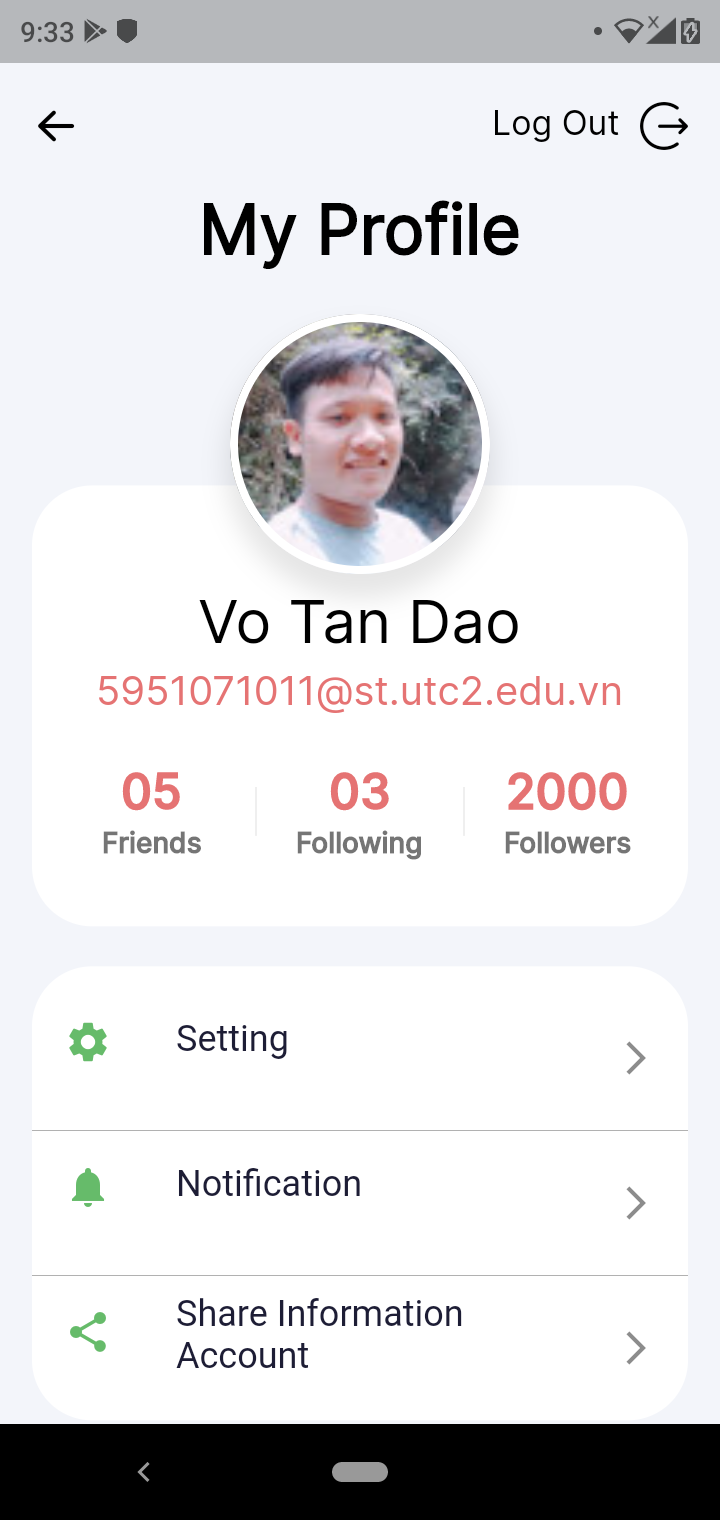 9:33
Log Out
My Profile
Vo Tan Dao
5951071011@st.utc2.edu.vn
05 03 2000
Friends Following Followers
Setting
Notification
Share Information
Account